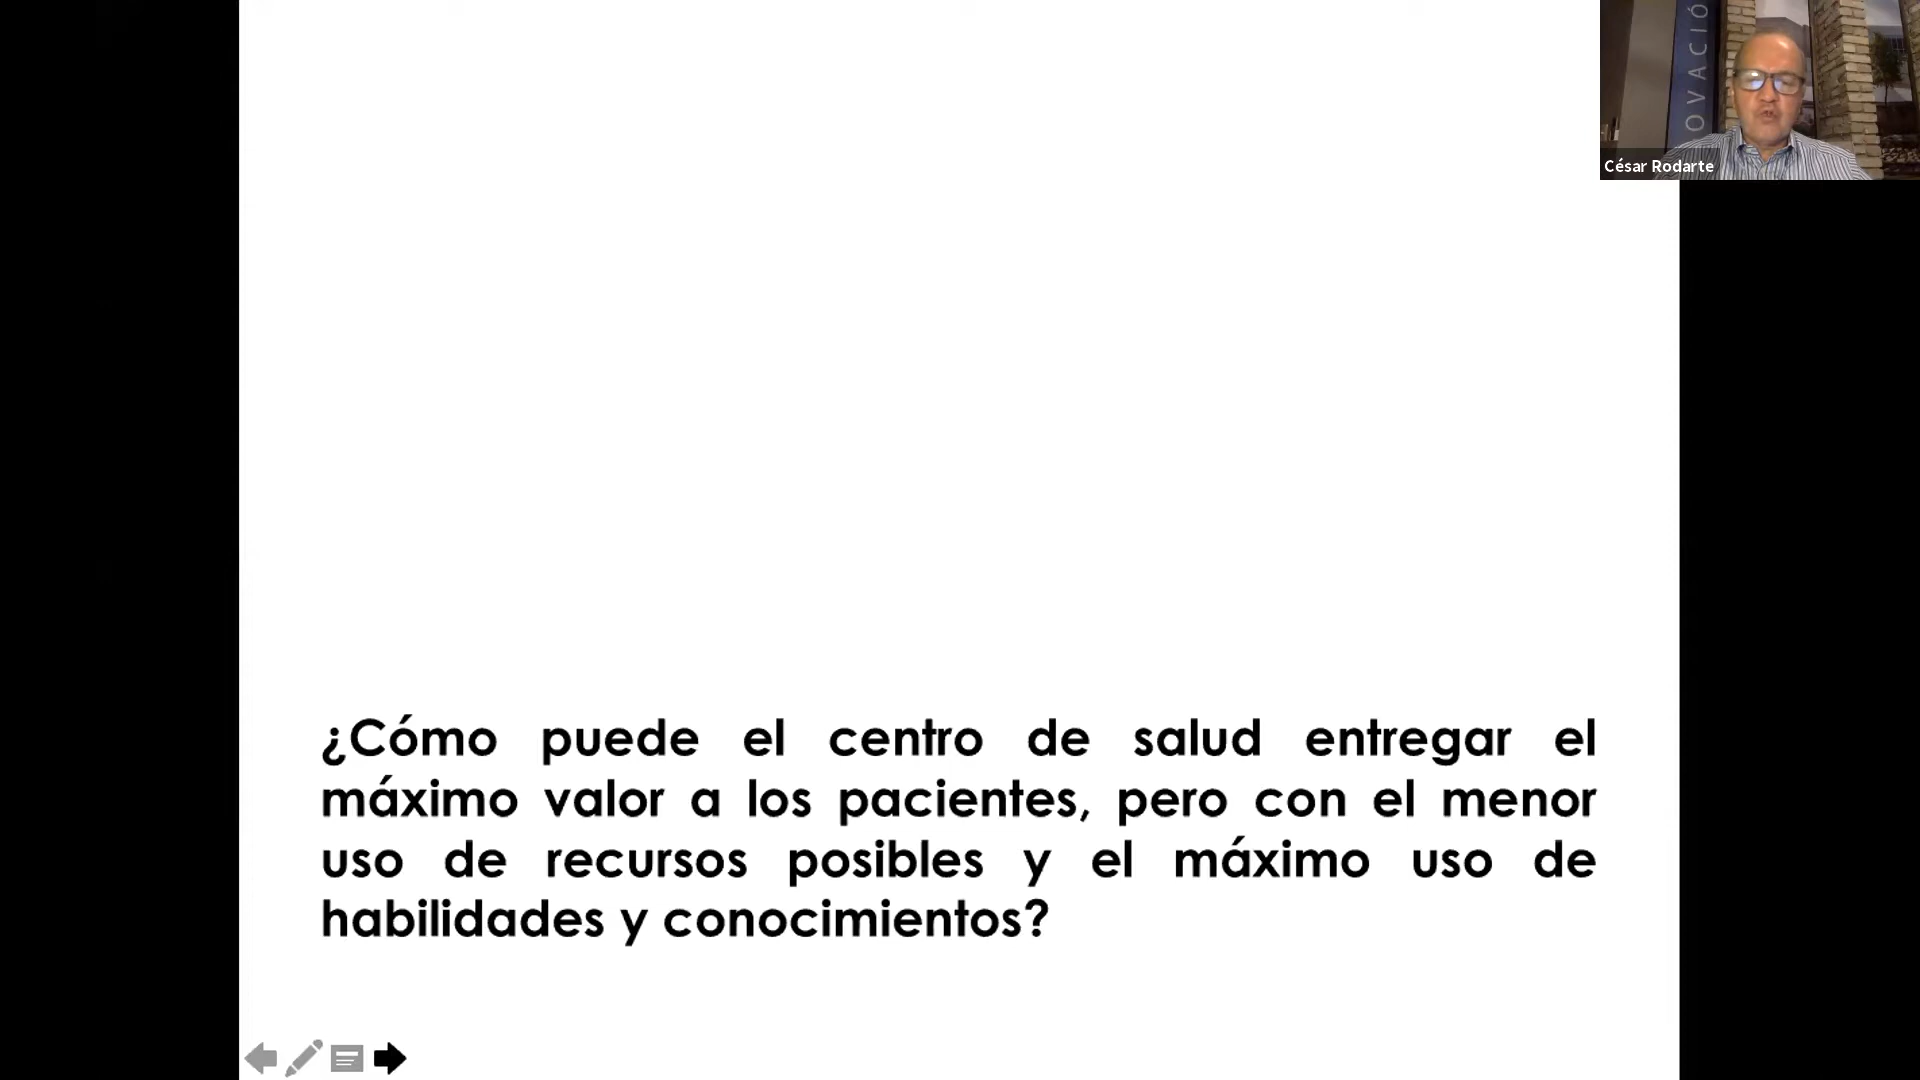 OVACIÓ
César Rodarte
¿Cómo puede el centro de salud entregar el
máximo valor a los pacientes, pero con el menor
uso de recursos posibles y el máximo uso de
habilidades y conocimientos?